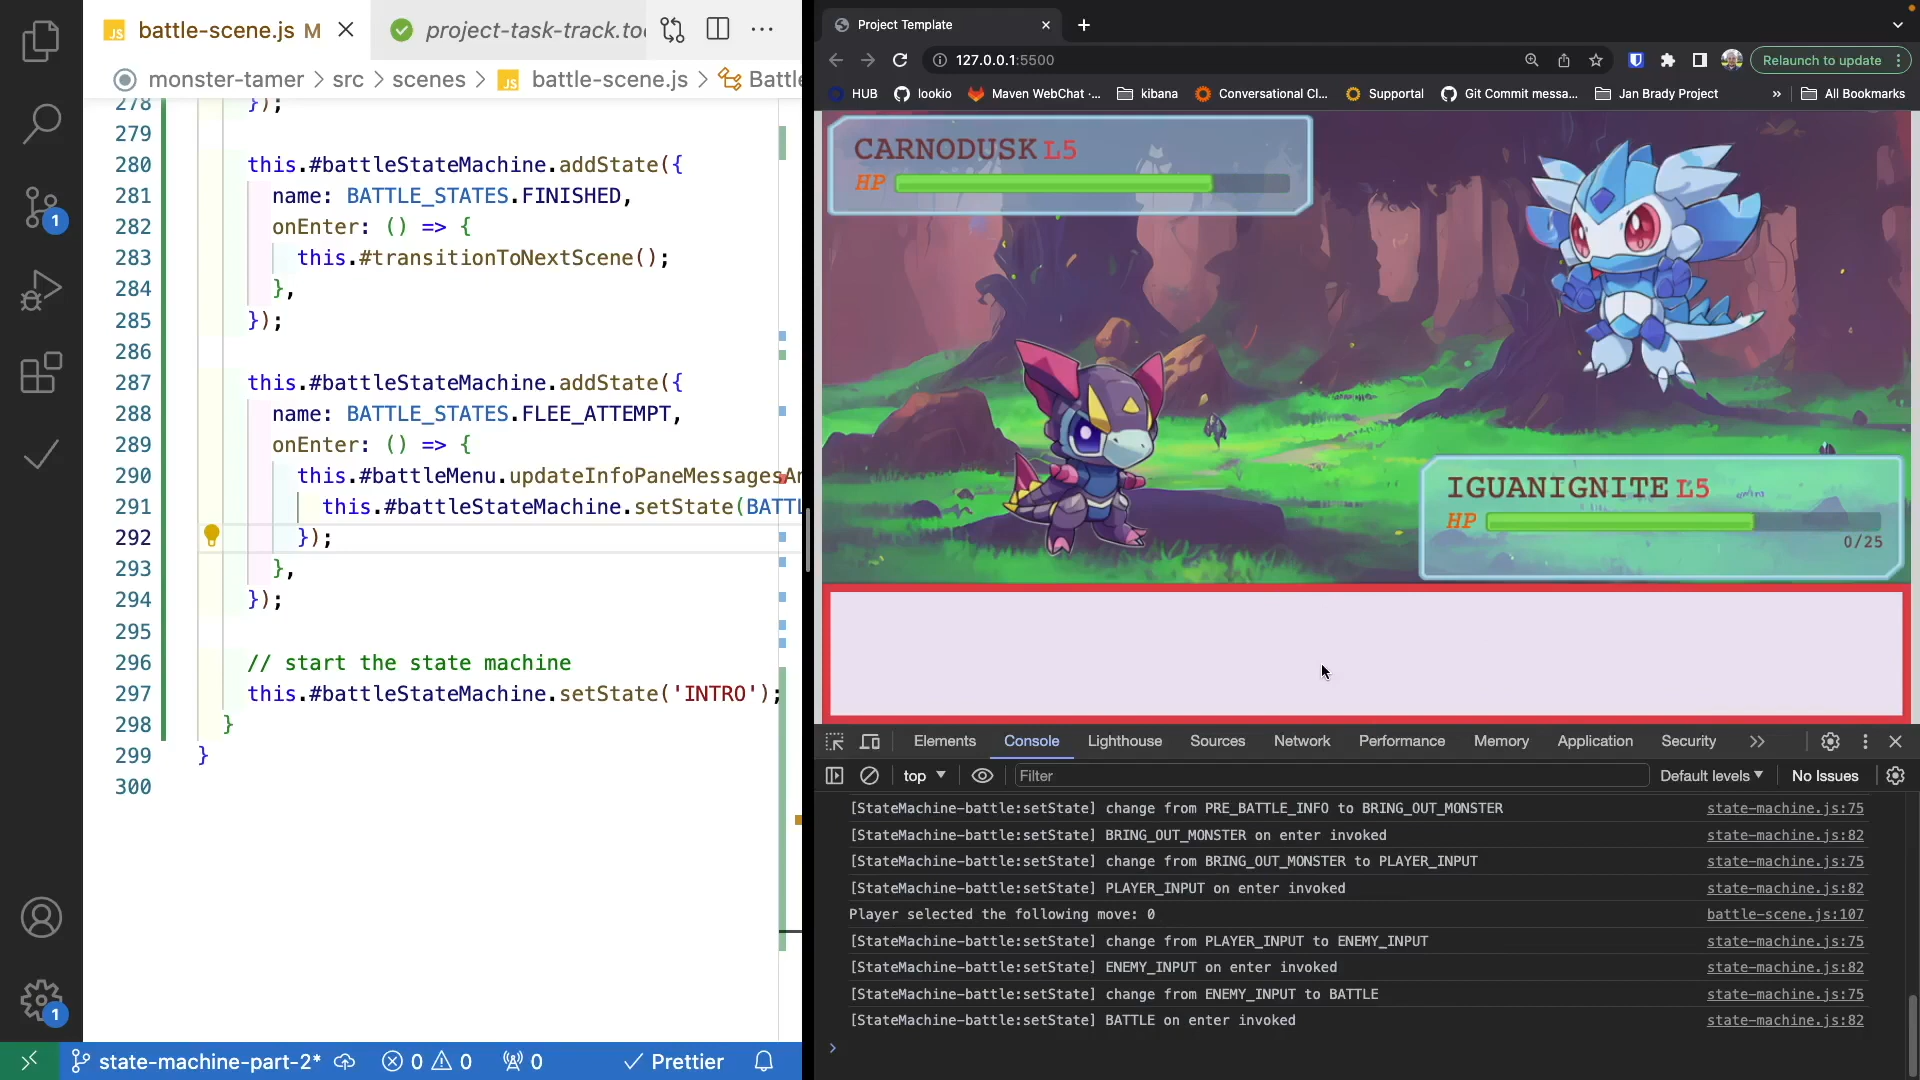 battle-scene.js M
project-task-track.to
monster-tamer > src > scenes > battle-scene.js > Battle
278 });
279
280 this.#battleStateMachine.addState({
281 name: BATTLE_STATES.FINISHED,
282 onEnter: () => {
283 this.#transitionToNextScene();
284 },
285 });
286
287 this.#battleStateMachine.addState({
288 name: BATTLE_STATES.FLEE_ATTEMPT,
289 onEnter: () => {
290 this.#battleMenu.updateInfoPaneMessagesAn
291 this.#battleStateMachine.setState(BATTL
292 });
293 },
294 });
295
296 // start the state machine
297 this.#battleStateMachine.setState('INTRO');
298 }
299 }
300
1
1
state-machine-part-2* 0 0 0 Prettier
Project Template
127.0.0.1:5500
Relaunch to update
HUB lookio Maven WebChat -... kibana Conversational Cl... Supportal Git Commit messa... Jan Brady Project » All Bookmarks
CARNODUSK L5
HP
IGUANIGNITE L5
HP
0/25
Elements Console Lighthouse Sources Network Performance Memory Application Security
top Filter Default levels No Issues
[StateMachine-battle:setState] change from PRE_BATTLE_INFO to BRING_OUT_MONSTER state-machine.js:75
[StateMachine-battle:setState] BRING_OUT_MONSTER on enter invoked state-machine.js:82
[StateMachine-battle:setState] change from BRING_OUT_MONSTER to PLAYER_INPUT state-machine.js:75
[StateMachine-battle:setState] PLAYER_INPUT on enter invoked state-machine.js:82
Player selected the following move: 0 battle-scene.js:107
[StateMachine-battle:setState] change from PLAYER_INPUT to ENEMY_INPUT state-machine.js:75
[StateMachine-battle:setState] ENEMY_INPUT on enter invoked state-machine.js:82
[StateMachine-battle:setState] change from ENEMY_INPUT to BATTLE state-machine.js:75
[StateMachine-battle:setState] BATTLE on enter invoked state-machine.js:82